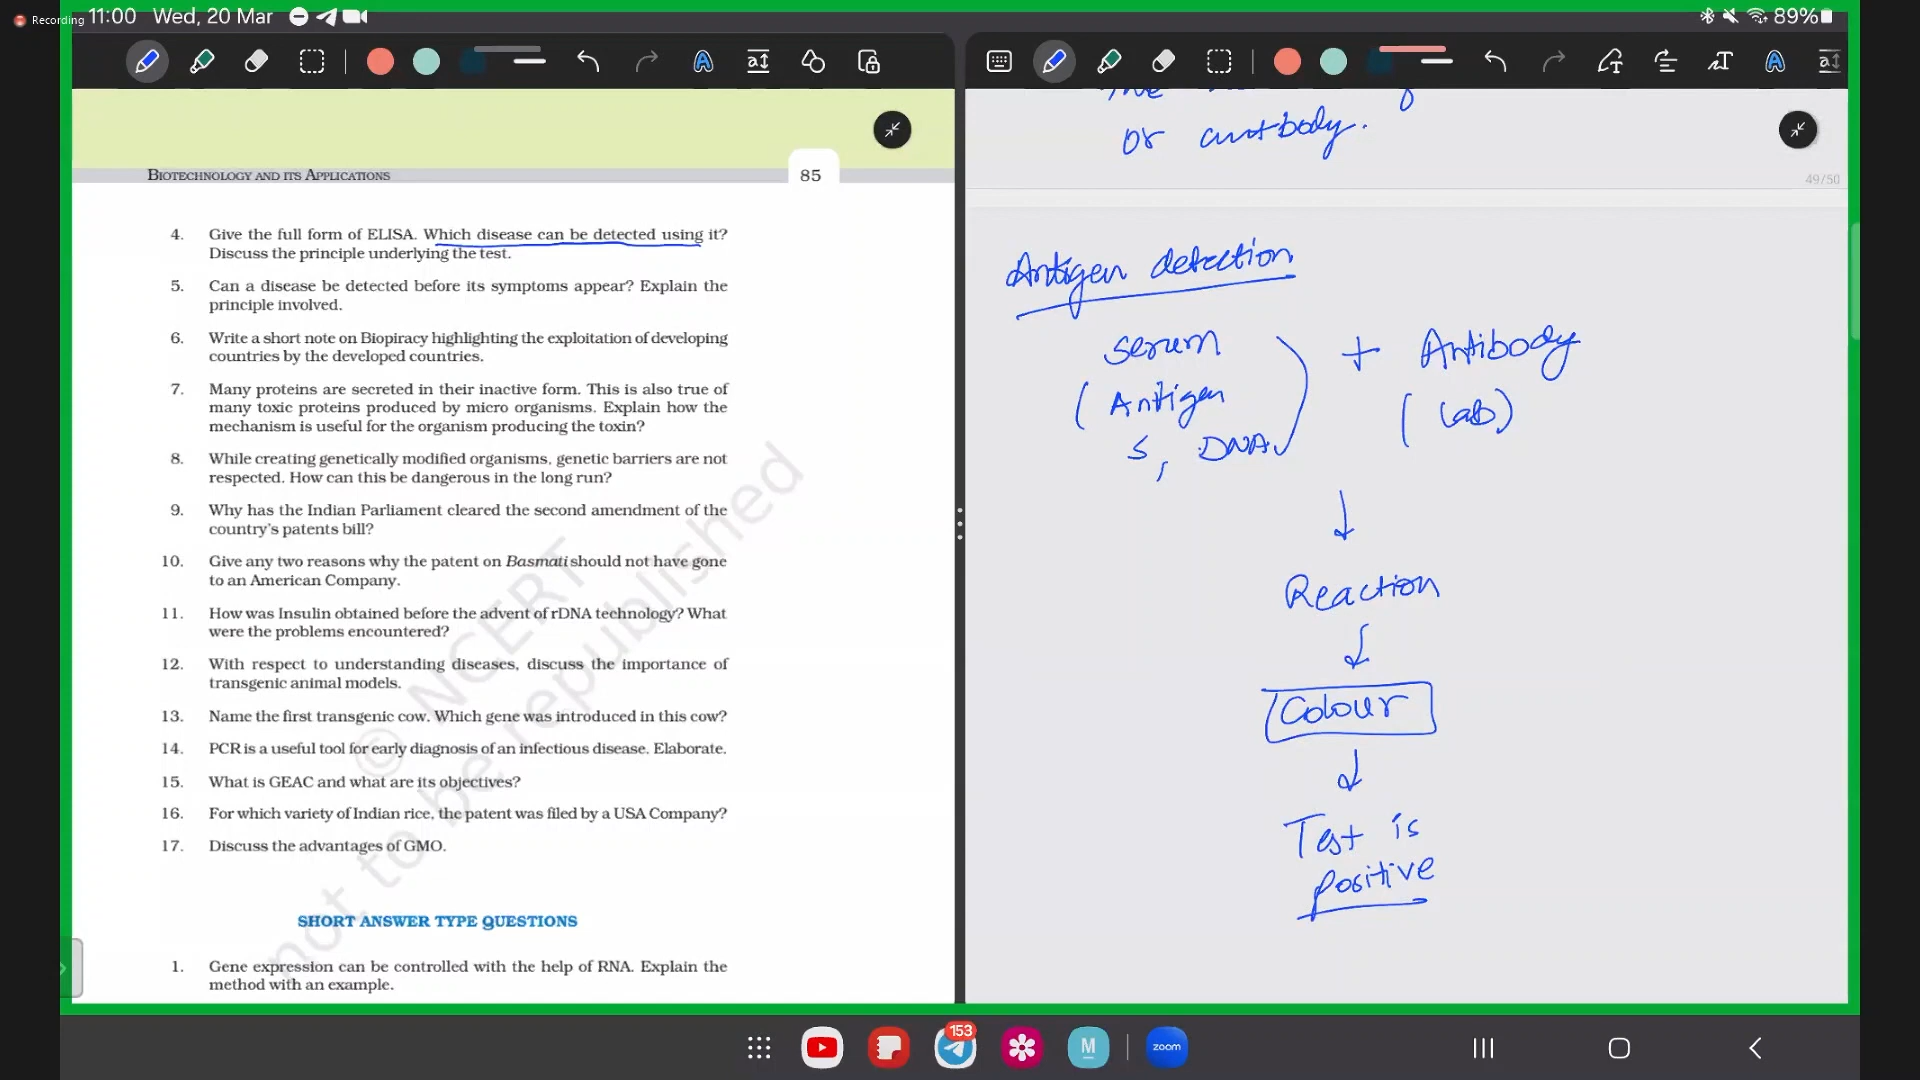 Recording
11:00 Wed, 20 Mar
89%
BIOTECHNOLOGY AND ITS APPLICATIONS
85
4. Give the full form of ELISA. Which disease can be detected using it?
Discuss the principle underlying the test.
5. Can a disease be detected before its symptoms appear? Explain the
principle involved.
6. Write a short note on Biopiracy highlighting the exploitation of developing
countries by the developed countries.
7. Many proteins are secreted in their inactive form. This is also true of
many toxic proteins produced by micro organisms. Explain how the
mechanism is useful for the organism producing the toxin?
8. While creating genetically modified organisms, genetic barriers are not
respected. How can this be dangerous in the long run?
9. Why has the Indian Parliament cleared the second amendment of the
country's patents bill?
10. Give any two reasons why the patent on Basmati should not have gone
to an American Company.
11. How was Insulin obtained before the advent of rDNA technology? What
were the problems encountered?
12. With respect to understanding diseases, discuss the importance of
transgenic animal models.
13. Name the first transgenic cow. Which gene was introduced in this cow?
14. PCR is a useful tool for early diagnosis of an infectious disease. Elaborate.
15. What is GEAC and what are its objectives?
16. For which variety of Indian rice, the patent was filed by a USA Company?
17. Discuss the advantages of GMO.
SHORT ANSWER TYPE QUESTIONS
1. Gene expression can be controlled with the help of RNA. Explain the
method with an example.
© NCERT
not to be republished
or antibody.
49/50
Antigen detection
Serum + Antibody
( Antigen ) ( lab )
S, DNA
Reaction
Colour
Test is
positive
153
M
zoom